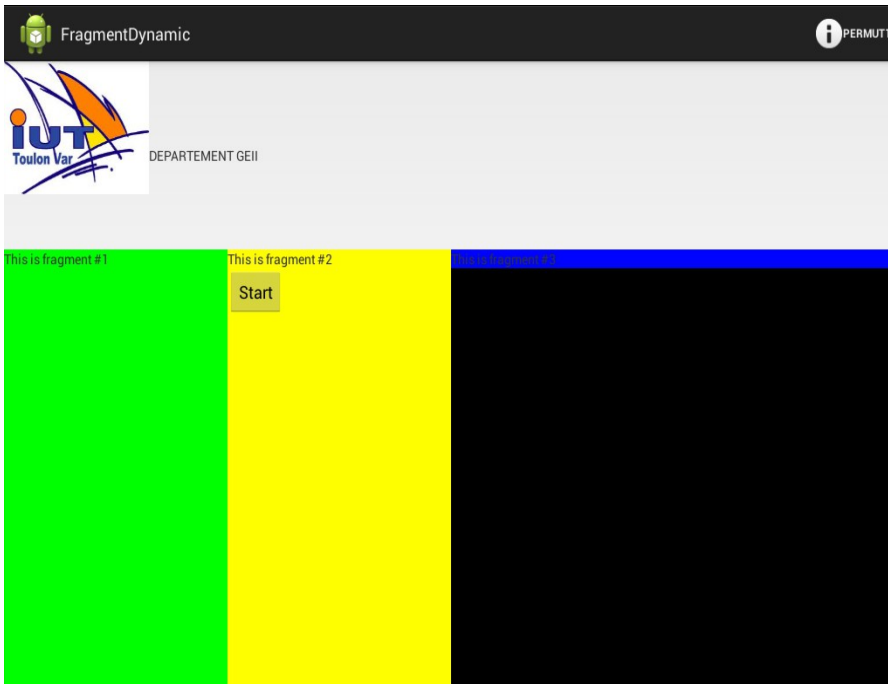 FragmentDynamic
PERMUTT
iUT
Toulon Var
DEPARTEMENT GEII
This is fragment #1
This is fragment #2
This is fragment #3
Start